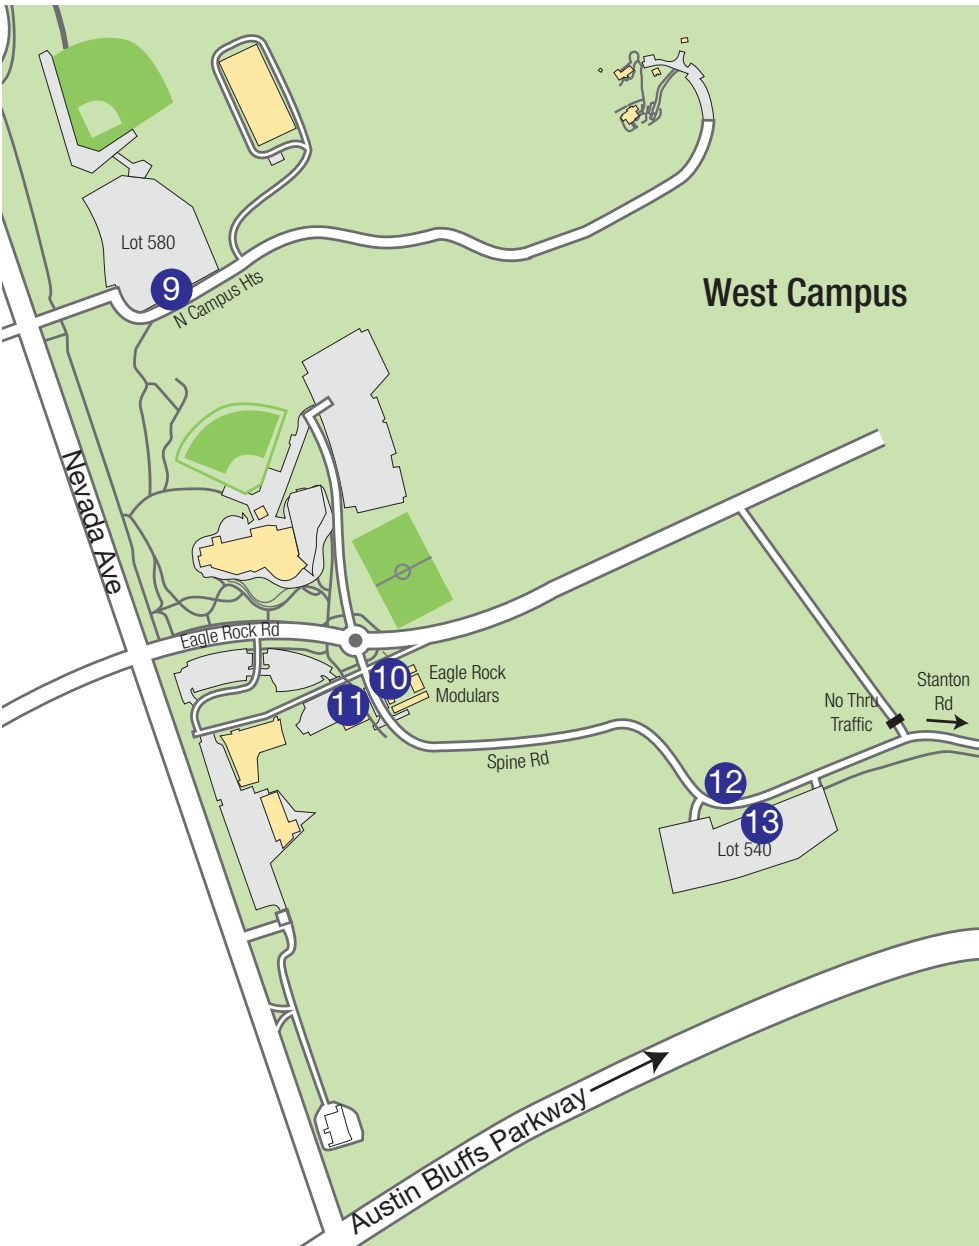 Lot 580
9
N Campus Hts
West Campus
Nevada Ave
Eagle Rock Rd
10
Eagle Rock
Modulars
11
Stanton
Rd
No Thru
Traffic
Spine Rd
12
13
Lot 540
Austin Bluffs Parkway